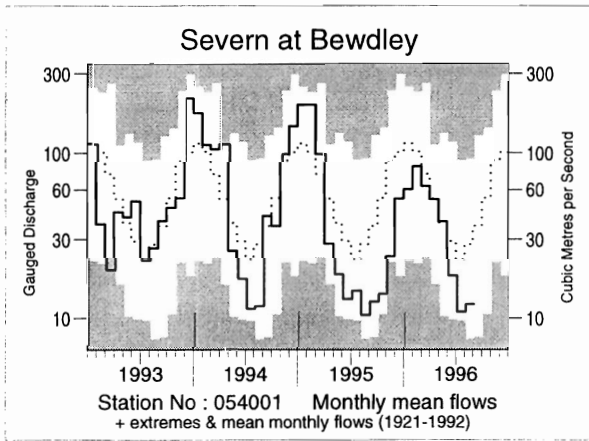 Severn at Bewdley
300 300
100 100
60 60
30 30
10 10
Gauged Discharge
Cubic Metres per Second
1993 1994 1995 1996
Station No : 054001 Monthly mean flows
+ extremes & mean monthly flows (1921-1992)